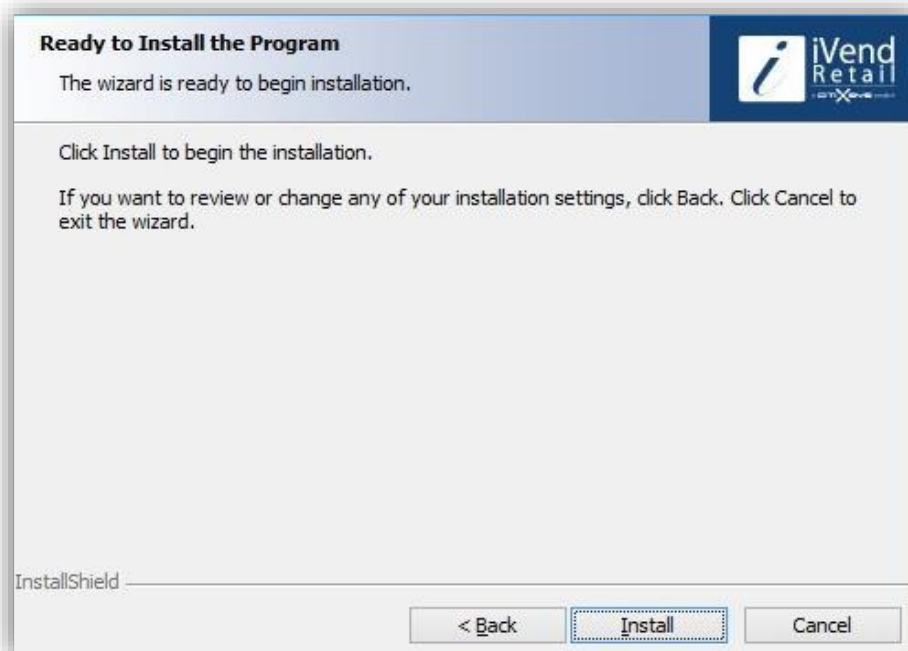 Ready to Install the Program
The wizard is ready to begin installation.
iVend
Retail
Click Install to begin the installation.
If you want to review or change any of your installation settings, click Back. Click Cancel to
exit the wizard.
InstallShield
< Back
Install
Cancel